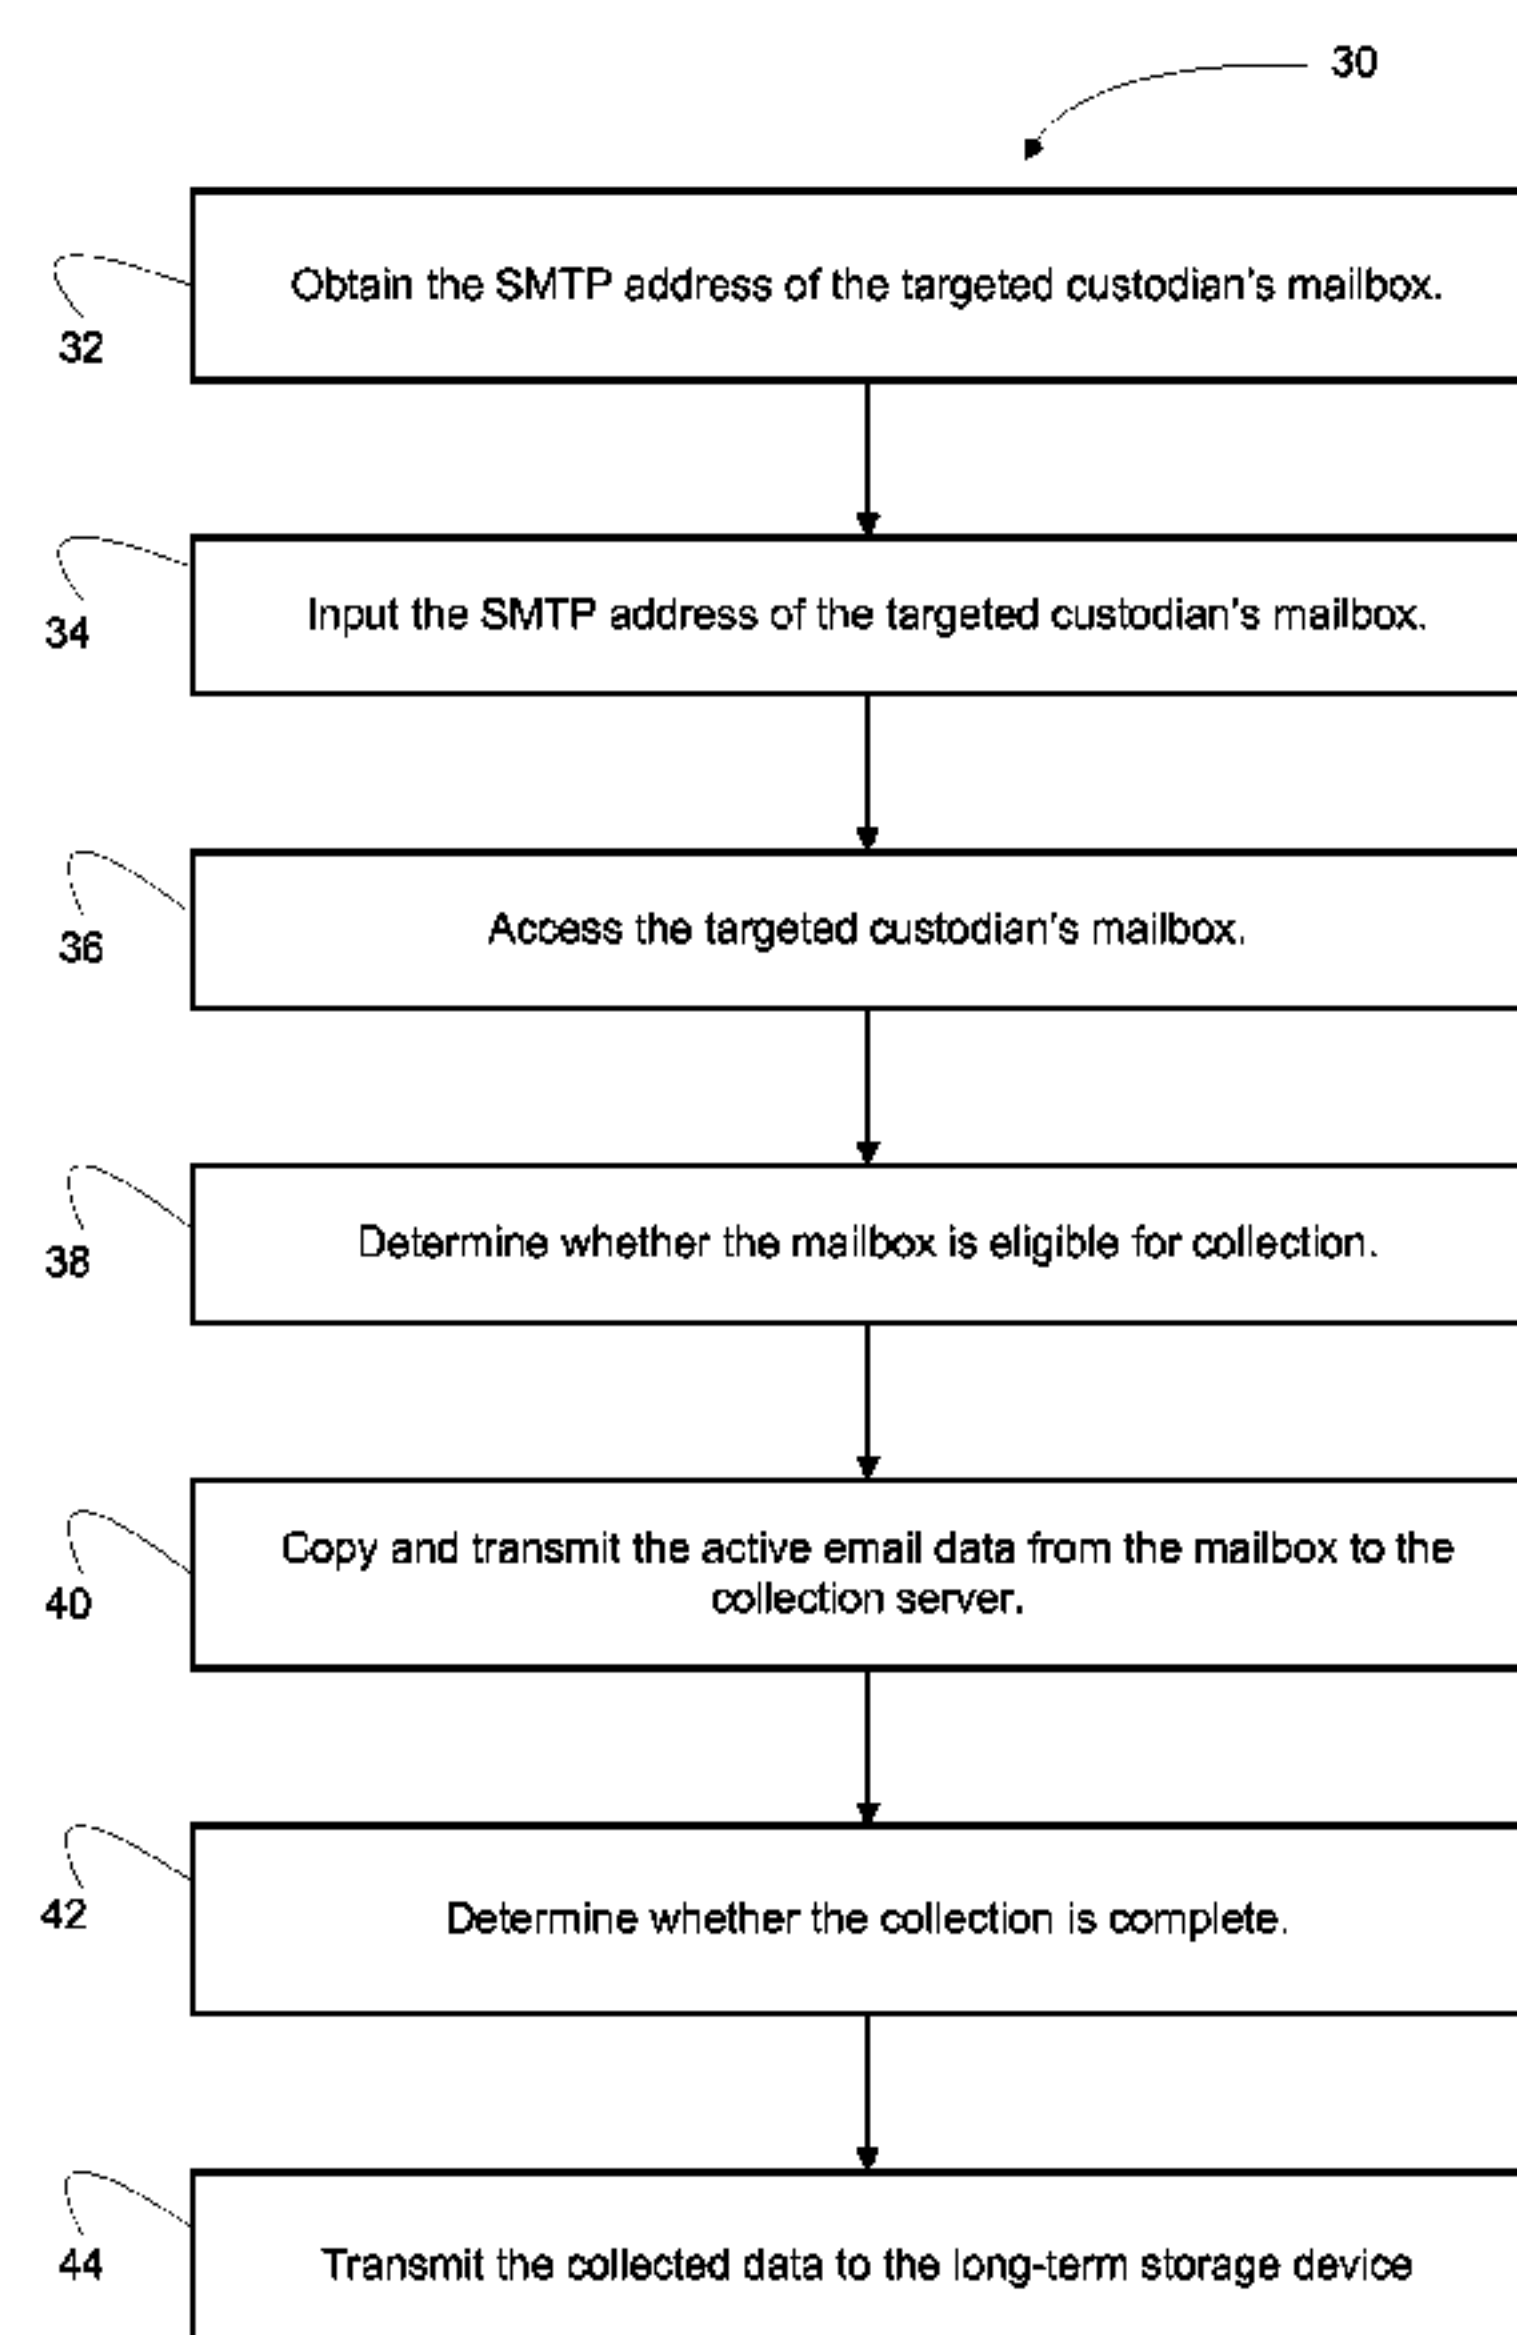 30
Obtain the SMTP address of the targeted custodian's mailbox.
32
Input the SMTP address of the targeted custodian's mailbox.
34
Access the targeted custodian's mailbox.
36
Determine whether the mailbox is eligible for collection.
38
Copy and transmit the active email data from the mailbox to the
collection server.
40
Determine whether the collection is complete.
42
Transmit the collected data to the long-term storage device
44